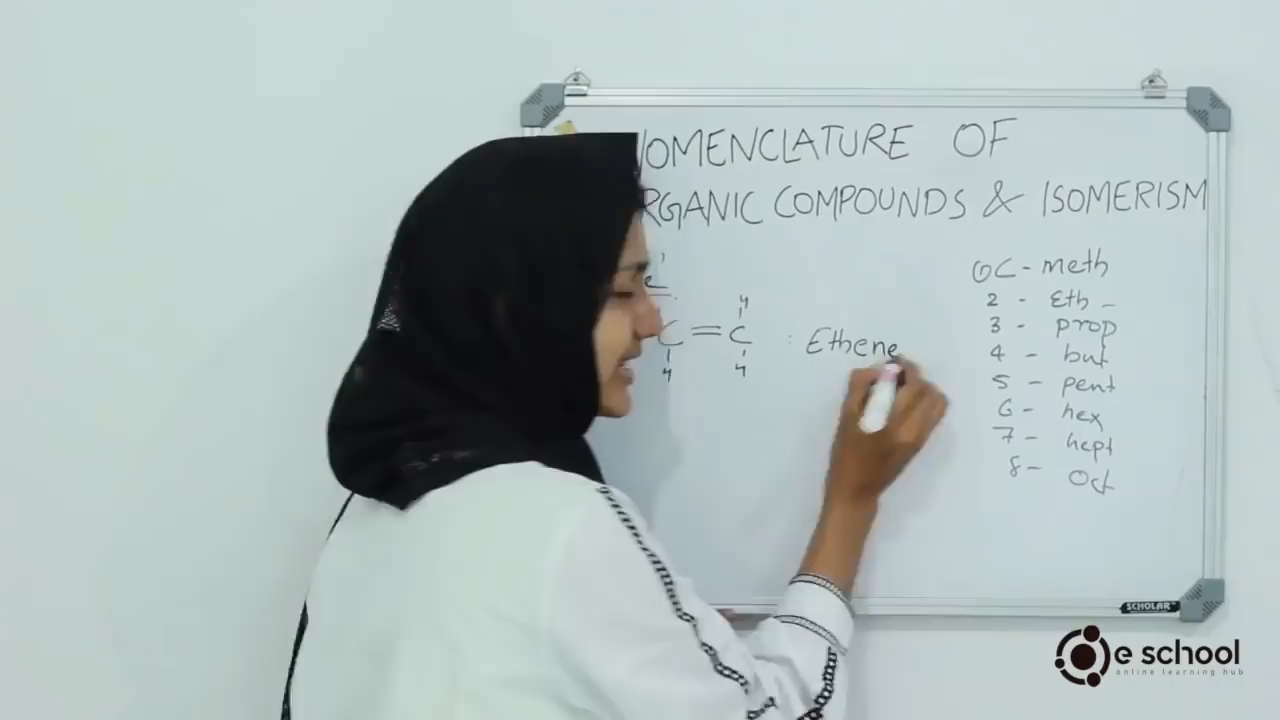 NOMENCLATURE OF
ORGANIC COMPOUNDS & ISOMERISM
e
H
C = C : Ethene
H H
① C - meth
2 - Eth -
3 - prop
4 - but
5 - pent
6 - hex
7 - hept
8 - Oct
SCHOLAR
e school
online learning hub